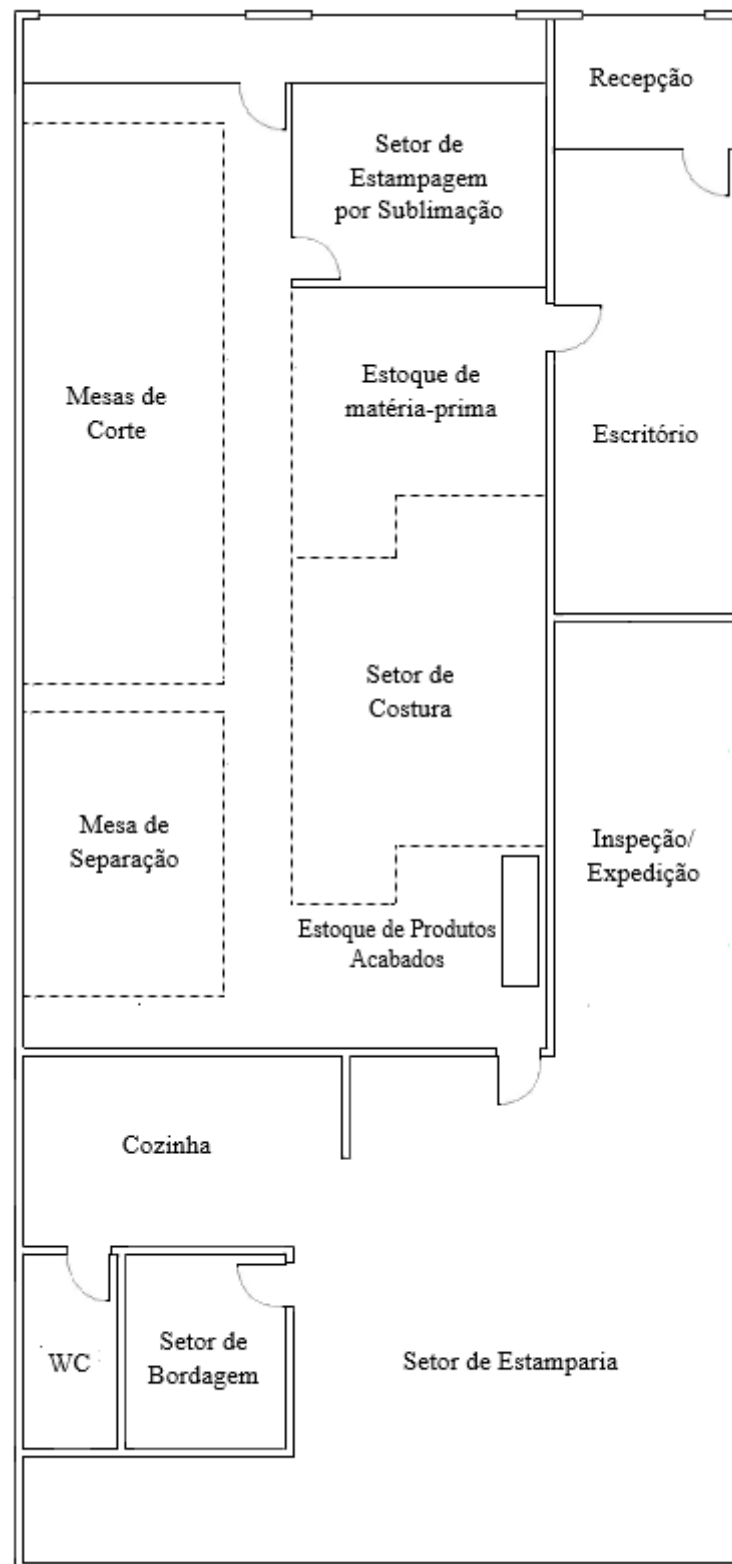 Recepção
Setor de
Estampagem
por Sublimação
Estoque de
matéria-prima
Mesas de
Corte
Escritório
Setor de
Costura
Mesa de
Separação
Inspeção/
Expedição
Estoque de Produtos
Acabados
Cozinha
Setor de
Bordagem
WC
Setor de Estamparia